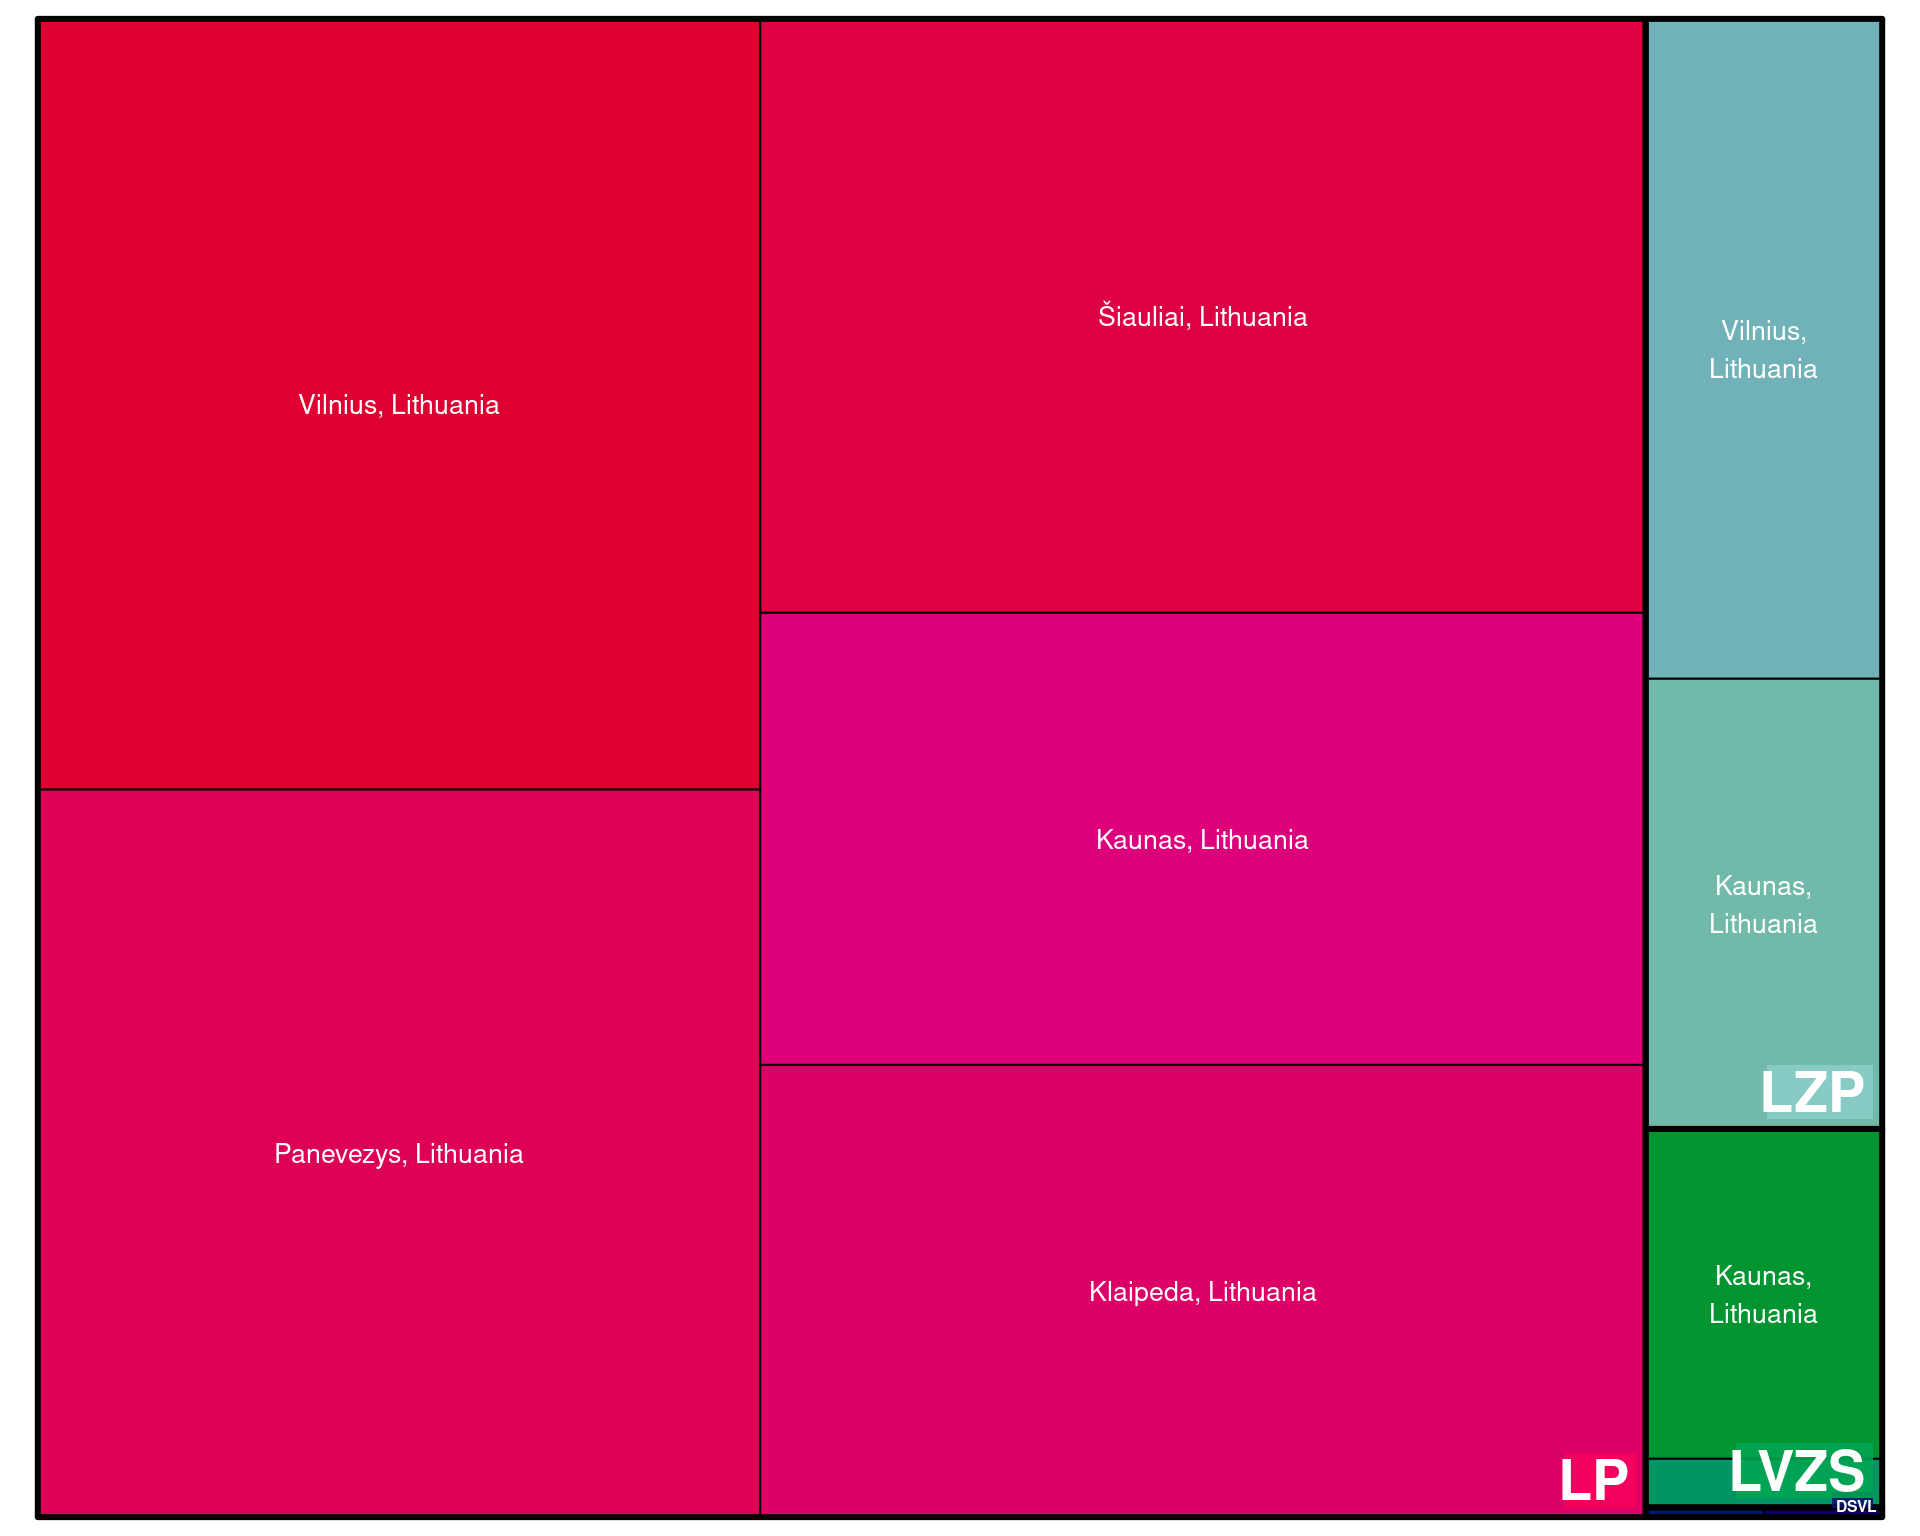 Vilnius, Lithuania
Panevezys, Lithuania
Šiauliai, Lithuania
Kaunas, Lithuania
Klaipeda, Lithuania
LP
Vilnius,
Lithuania
Kaunas,
Lithuania
LZP
Kaunas,
Lithuania
LVZS
DSVL